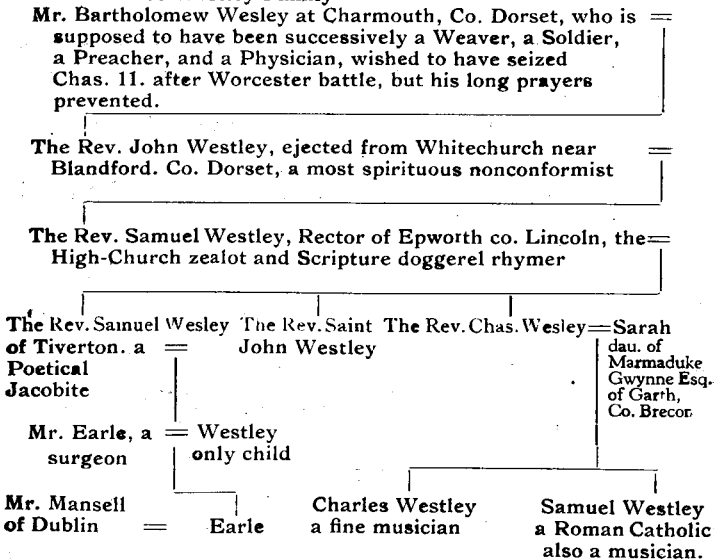 Mr. Bartholomew Wesley at Charmouth, Co. Dorset, who is =
supposed to have been successively a Weaver, a Soldier,
a Preacher, and a Physician, wished to have seized
Chas. 11. after Worcester battle, but his long prayers
prevented.
The Rev. John Westley, ejected from Whitechurch near =
Blandford. Co. Dorset, a most spirituous nonconformist
The Rev. Samuel Westley, Rector of Epworth co. Lincoln, the=
High-Church zealot and Scripture doggerel rhymer
The Rev. Samuel Wesley
of Tiverton. a =
Poetical
Jacobite
The Rev. Saint
John Westley
The Rev. Chas. Wesley=Sarah
dau. of
Marmaduke
Gwynne Esq.
of Garth,
Co. Brecon
Mr. Earle, a = Westley
surgeon only child
Mr. Mansell
of Dublin = Earle
Charles Westley
a fine musician
Samuel Westley
a Roman Catholic
also a musician.